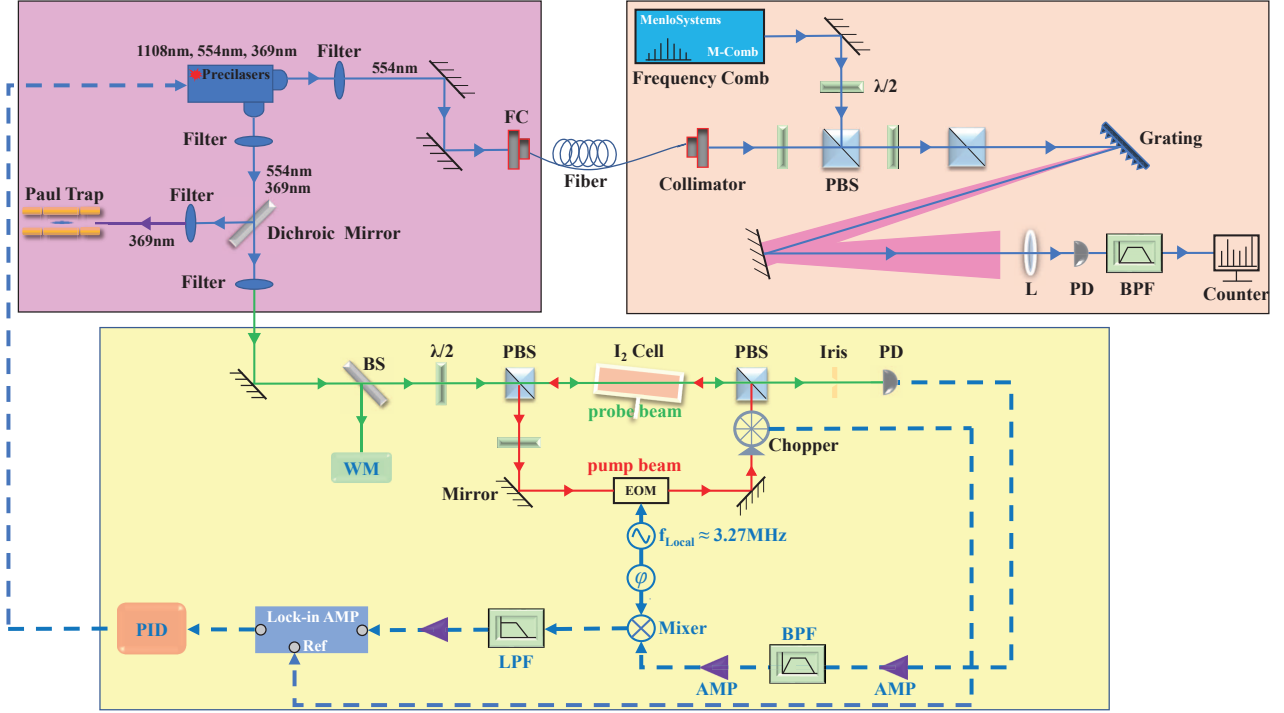 1108nm, 554nm, 369nm
Precilasers
Filter
554nm
FC
Fiber
Filter
554nm
369nm
Paul Trap
Filter
369nm
Dichroic Mirror
Filter
MenloSystems
M-Comb
Frequency Comb
λ/2
Collimator
PBS
Grating
L
PD
BPF
Counter
BS
λ/2
PBS
I₂ Cell
PBS
Iris
PD
probe beam
WM
Chopper
pump beam
Mirror
EOM
f_Local ≈ 3.27MHz
φ
PID
Lock-in AMP
Ref
LPF
Mixer
BPF
AMP
AMP